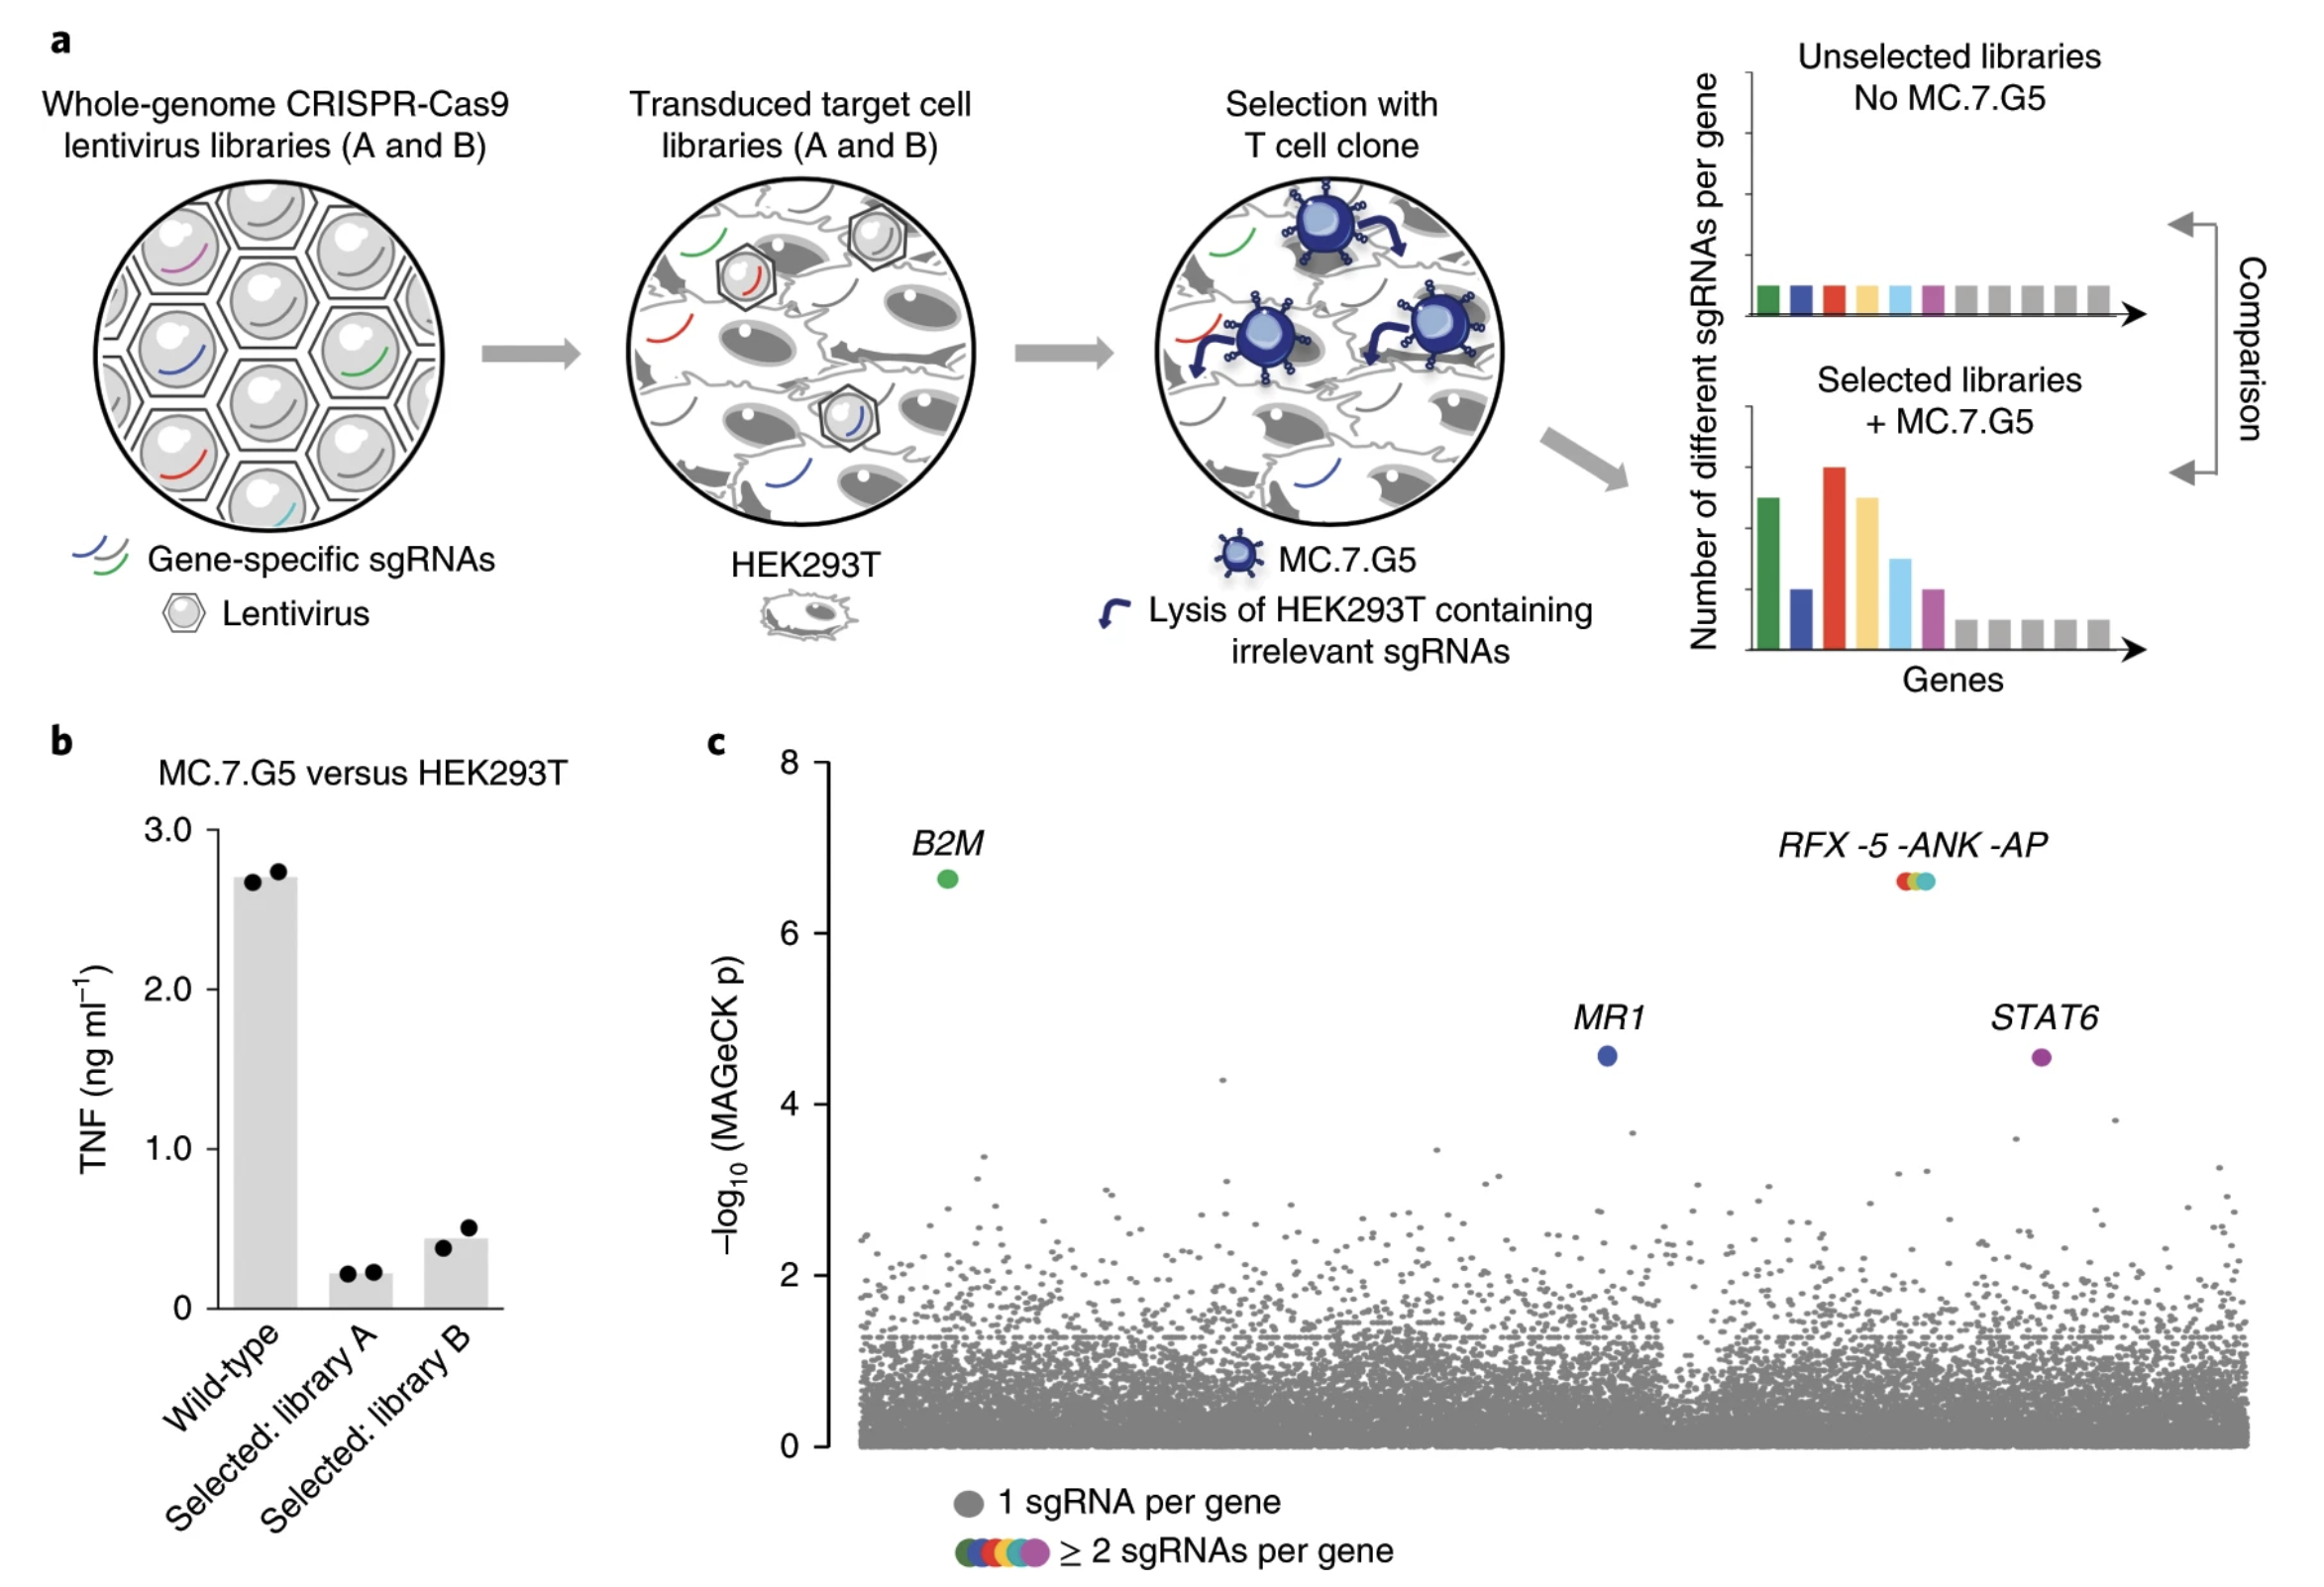 a
Whole-genome CRISPR-Cas9
lentivirus libraries (A and B)
Gene-specific sgRNAs
Lentivirus
Transduced target cell
libraries (A and B)
HEK293T
Selection with
T cell clone
MC.7.G5
Lysis of HEK293T containing
irrelevant sgRNAs
Number of different sgRNAs per gene
Unselected libraries
No MC.7.G5
Selected libraries
+ MC.7.G5
Genes
Comparison
b
MC.7.G5 versus HEK293T
TNF (ng ml⁻¹)
3.0
2.0
1.0
0
Wild-type
Selected: library A
Selected: library B
c
−log₁₀ (MAGeCK p)
8
6
4
2
0
B2M
RFX -5 -ANK -AP
MR1
STAT6
1 sgRNA per gene
≥ 2 sgRNAs per gene